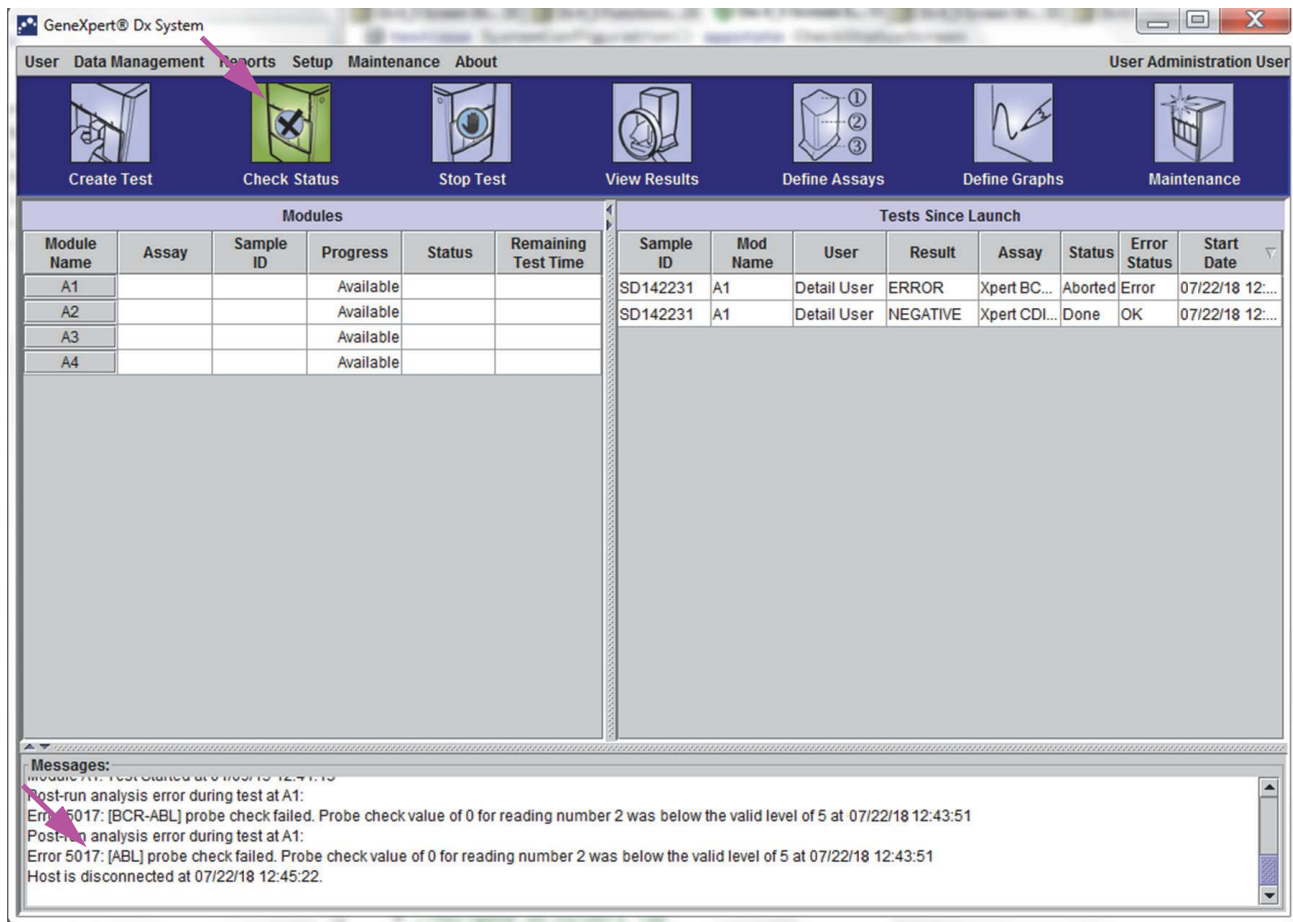 GeneXpert® Dx System
User Data Management Reports Setup Maintenance About User Administration User
Create Test Check Status Stop Test View Results Define Assays Define Graphs Maintenance
① ② ③
Modules
Module Name Assay Sample ID Progress Status Remaining Test Time
A1 Available
A2 Available
A3 Available
A4 Available
Tests Since Launch
Sample ID Mod Name User Result Assay Status Error Status Start Date
SD142231 A1 Detail User ERROR Xpert BC... Aborted Error 07/22/18 12:...
SD142231 A1 Detail User NEGATIVE Xpert CDI... Done OK 07/22/18 12:...
Messages:
Post-run analysis error during test at A1:
Error 5017: [BCR-ABL] probe check failed. Probe check value of 0 for reading number 2 was below the valid level of 5 at 07/22/18 12:43:51
Post-run analysis error during test at A1:
Error 5017: [ABL] probe check failed. Probe check value of 0 for reading number 2 was below the valid level of 5 at 07/22/18 12:43:51
Host is disconnected at 07/22/18 12:45:22.